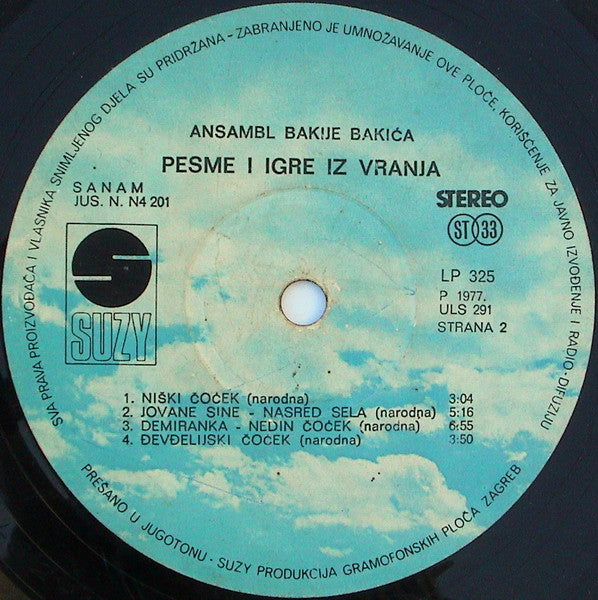 SVA PRAVA PROIZVOĐAČA I VLASNIKA SNIMLJENOG DJELA SU PRIDRŽANA - ZABRANJENO JE UMNOŽAVANJE OVE PLOČE, KORIŠĆENJE ZA JAVNO IZVOĐENJE I RADIO-DIFUZIJU
ANSAMBL BAKIJE BAKIĆA
PESME I IGRE IZ VRANJA
SANAM
JUS. N. N4 201
STEREO
ST 33
SUZY
LP 325
P 1977.
ULS 291
STRANA 2
1. NIŠKI ČOČEK (narodna) 3:04
2. JOVANE SINE - NASRED SELA (narodna) 5:16
3. DEMIRANKA - NEDIN ČOČEK (narodna) 6:55
4. ĐEVĐELIJSKI ČOČEK (narodna) 3:50
PREŠANO U JUGOTONU - SUZY PRODUKCIJA GRAMOFONSKIH PLOČA ZAGREB